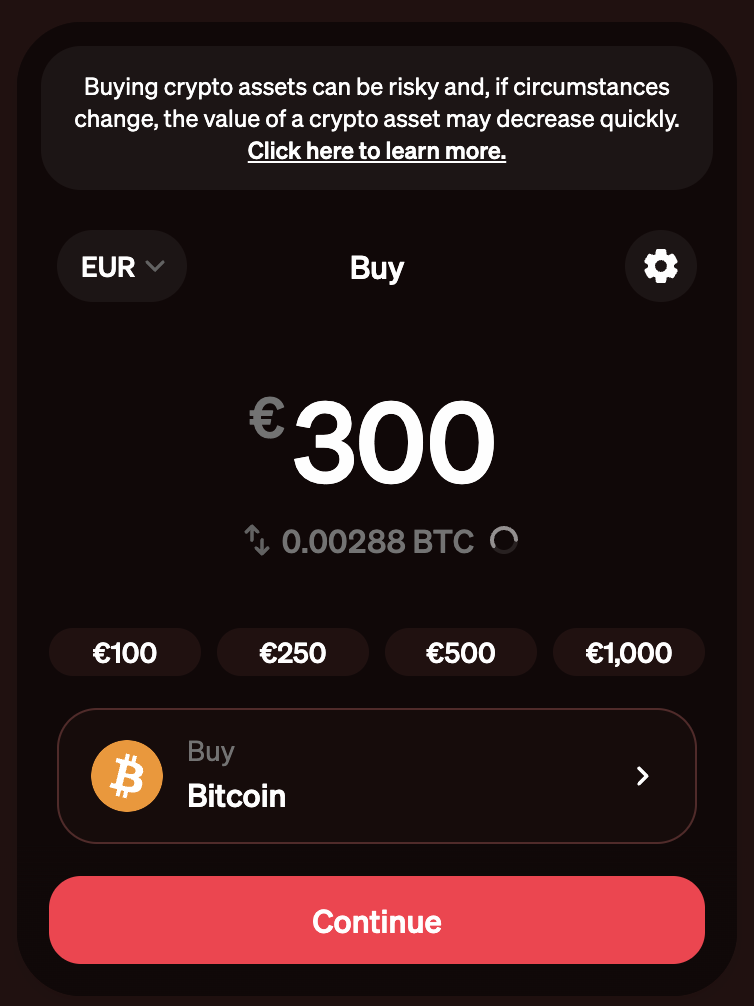 Buying crypto assets can be risky and, if circumstances
change, the value of a crypto asset may decrease quickly.
Click here to learn more.
EUR Buy
€300
0.00288 BTC
€100 €250 €500 €1,000
Buy
Bitcoin
Continue